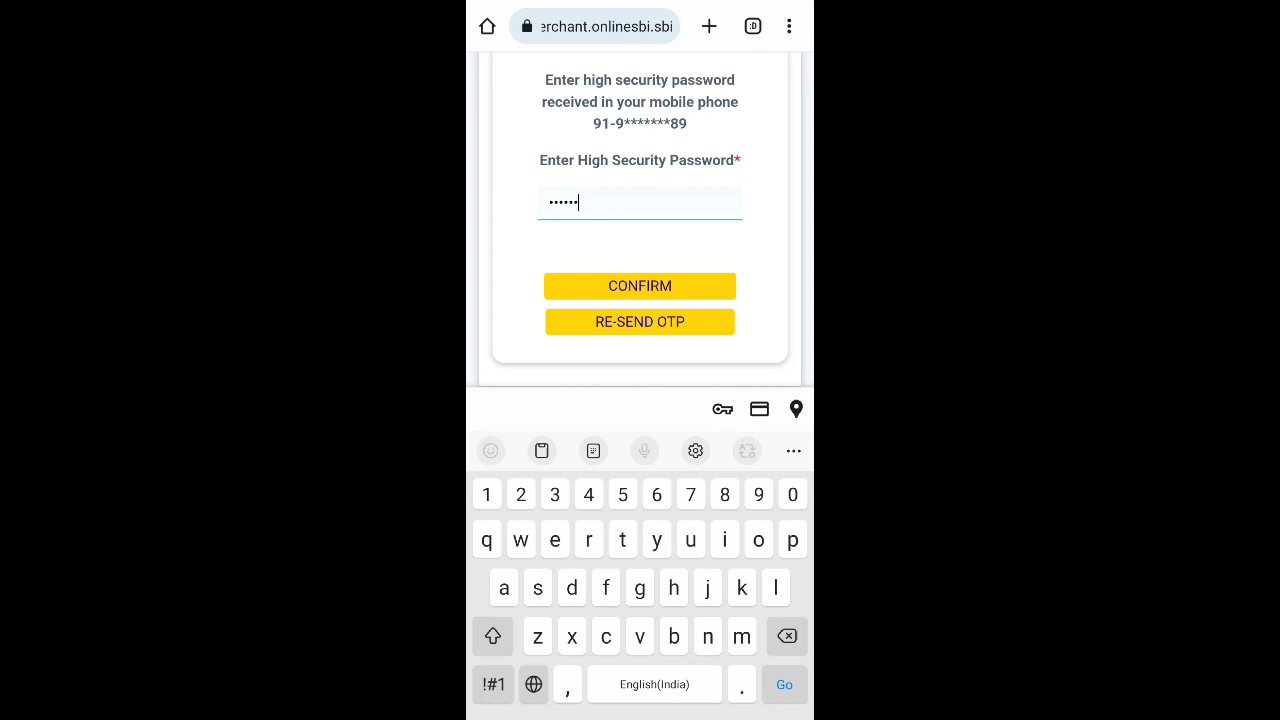 erchant.onlinesbi.sbi
:D
Enter high security password
received in your mobile phone
91-9*******89
Enter High Security Password*
••••••
CONFIRM
RE-SEND OTP
1 2 3 4 5 6 7 8 9 0
q w e r t y u i o p
a s d f g h j k l
z x c v b n m
!#1 , English(India) . Go